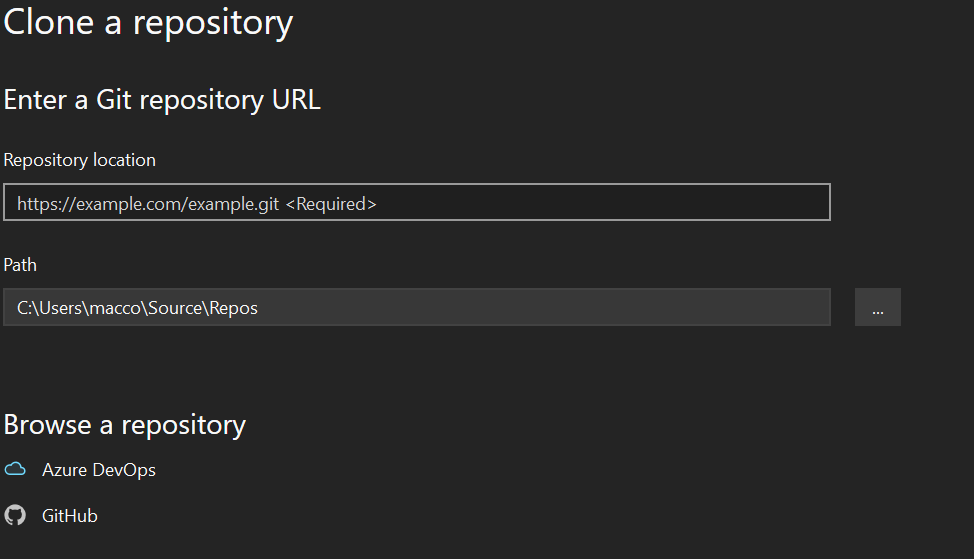 Clone a repository
Enter a Git repository URL
Repository location
https://example.com/example.git <Required>
Path
C:\Users\macco\Source\Repos
...
Browse a repository
Azure DevOps
GitHub